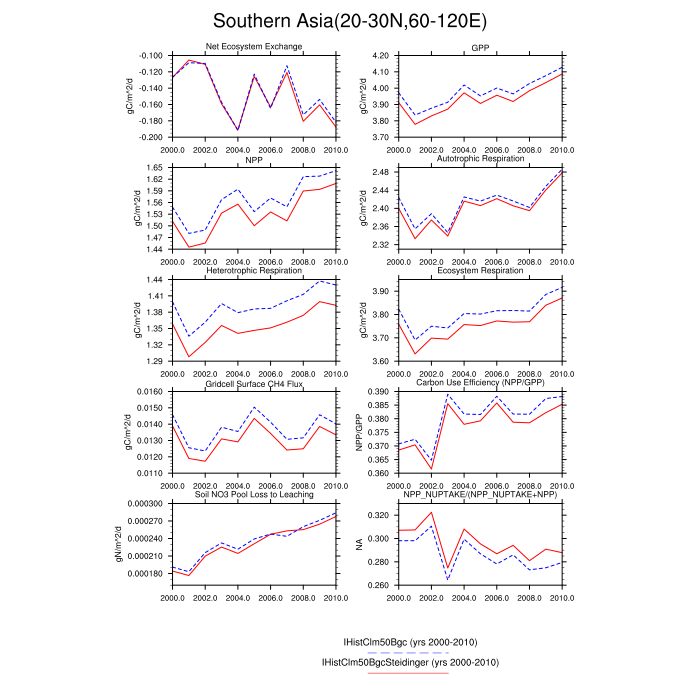 Southern Asia(20-30N,60-120E)
Net Ecosystem Exchange
gC/m^2/d
-0.100
-0.120
-0.140
-0.160
-0.180
-0.200
2000.0 2002.0 2004.0 2006.0 2008.0 2010.0
GPP
gC/m^2/d
4.20
4.10
4.00
3.90
3.80
3.70
2000.0 2002.0 2004.0 2006.0 2008.0 2010.0
NPP
gC/m^2/d
1.65
1.62
1.59
1.56
1.53
1.50
1.47
1.44
2000.0 2002.0 2004.0 2006.0 2008.0 2010.0
Autotrophic Respiration
gC/m^2/d
2.48
2.44
2.40
2.36
2.32
2000.0 2002.0 2004.0 2006.0 2008.0 2010.0
Heterotrophic Respiration
gC/m^2/d
1.44
1.41
1.38
1.35
1.32
1.29
2000.0 2002.0 2004.0 2006.0 2008.0 2010.0
Ecosystem Respiration
gC/m^2/d
3.90
3.80
3.70
3.60
2000.0 2002.0 2004.0 2006.0 2008.0 2010.0
Gridcell Surface CH4 Flux
gC/m^2/d
0.0160
0.0150
0.0140
0.0130
0.0120
0.0110
2000.0 2002.0 2004.0 2006.0 2008.0 2010.0
Carbon Use Efficiency (NPP/GPP)
NPP/GPP
0.390
0.385
0.380
0.375
0.370
0.365
0.360
2000.0 2002.0 2004.0 2006.0 2008.0 2010.0
Soil NO3 Pool Loss to Leaching
gN/m^2/d
0.000300
0.000270
0.000240
0.000210
0.000180
2000.0 2002.0 2004.0 2006.0 2008.0 2010.0
NPP_NUPTAKE/(NPP_NUPTAKE+NPP)
NA
0.320
0.300
0.280
0.260
2000.0 2002.0 2004.0 2006.0 2008.0 2010.0
IHistClm50Bgc (yrs 2000-2010)
IHistClm50BgcSteidinger (yrs 2000-2010)